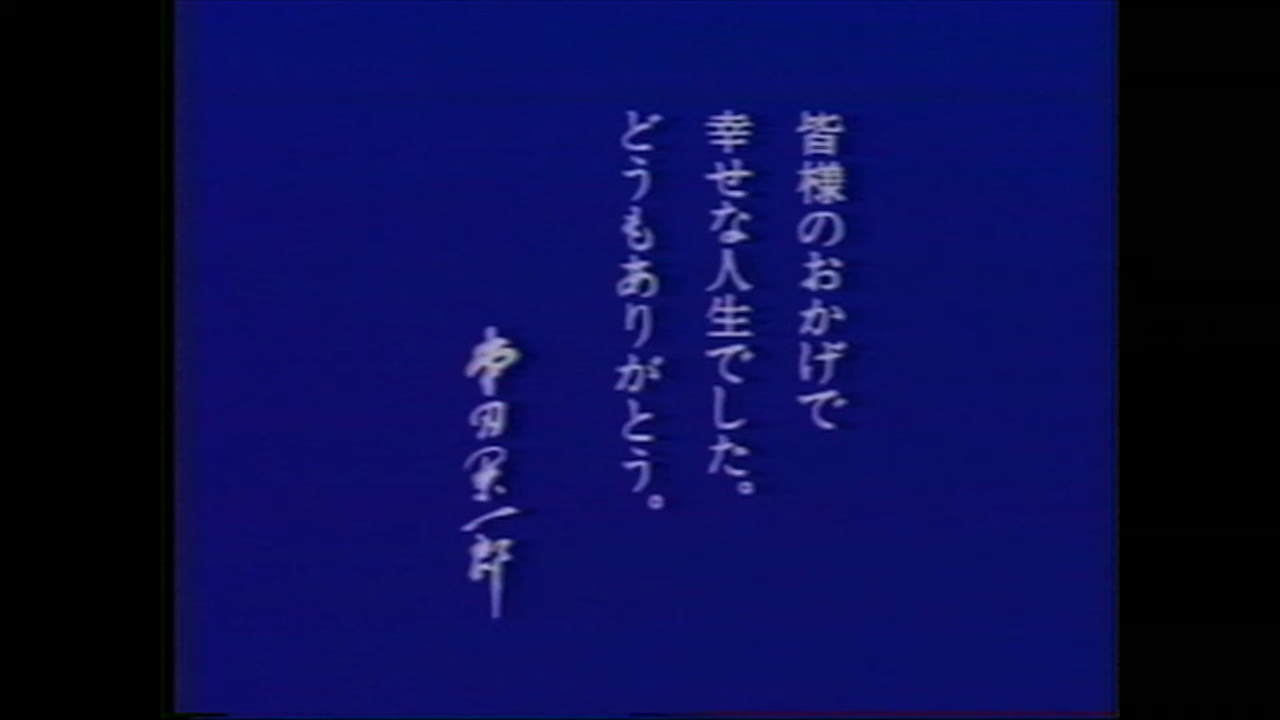 皆様のおかげで
幸せな人生でした。
どうもありがとう。
本田宗一郎